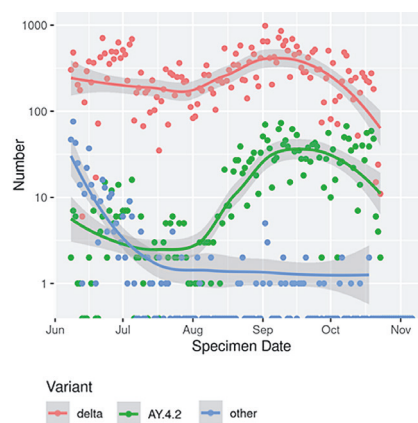 1000
100
10
1
Number
Jun Jul Aug Sep Oct Nov
Specimen Date
Variant
delta AY.4.2 other